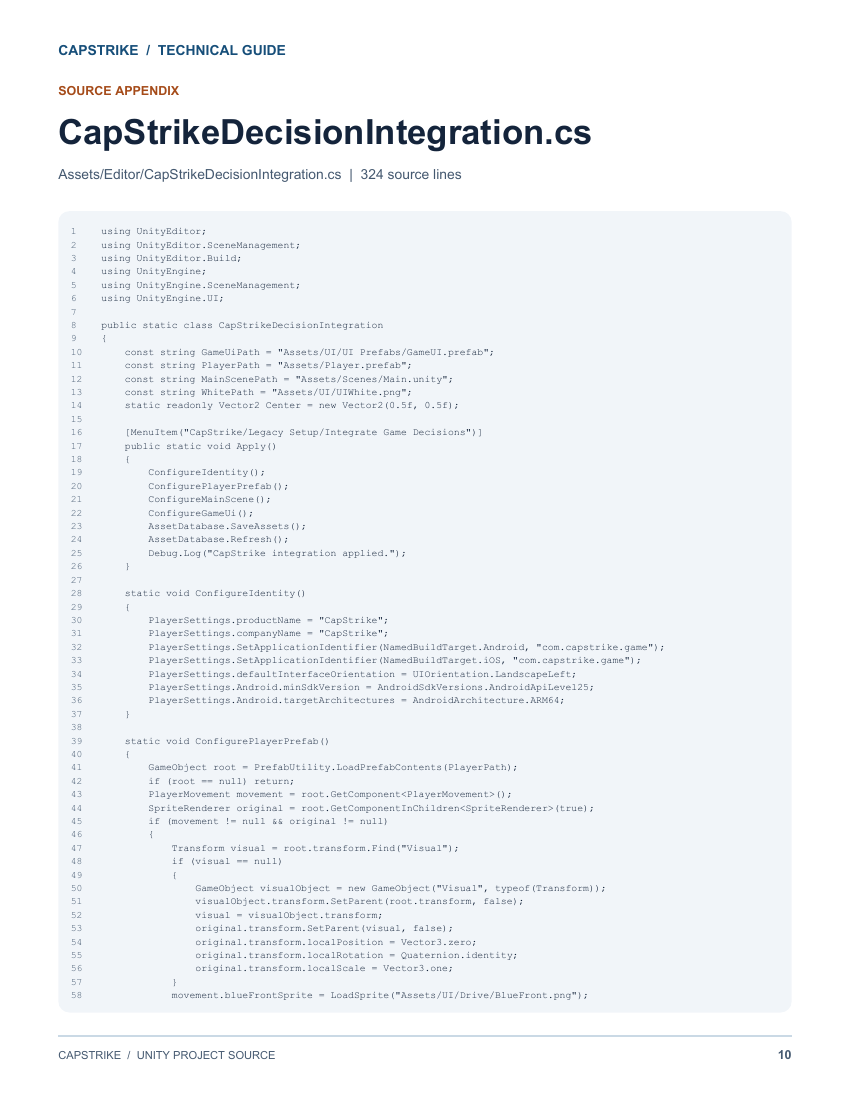 CAPSTRIKE / TECHNICAL GUIDE
SOURCE APPENDIX
CapStrikeDecisionIntegration.cs
Assets/Editor/CapStrikeDecisionIntegration.cs | 324 source lines
1 using UnityEditor;
2 using UnityEditor.SceneManagement;
3 using UnityEditor.Build;
4 using UnityEngine;
5 using UnityEngine.SceneManagement;
6 using UnityEngine.UI;
7
8 public static class CapStrikeDecisionIntegration
9 {
10     const string GameUiPath = "Assets/UI/UI Prefabs/GameUI.prefab";
11     const string PlayerPath = "Assets/Player.prefab";
12     const string MainScenePath = "Assets/Scenes/Main.unity";
13     const string WhitePath = "Assets/UI/UIWhite.png";
14     static readonly Vector2 Center = new Vector2(0.5f, 0.5f);
15
16     [MenuItem("CapStrike/Legacy Setup/Integrate Game Decisions")]
17     public static void Apply()
18     {
19         ConfigureIdentity();
20         ConfigurePlayerPrefab();
21         ConfigureMainScene();
22         ConfigureGameUi();
23         AssetDatabase.SaveAssets();
24         AssetDatabase.Refresh();
25         Debug.Log("CapStrike integration applied.");
26     }
27
28     static void ConfigureIdentity()
29     {
30         PlayerSettings.productName = "CapStrike";
31         PlayerSettings.companyName = "CapStrike";
32         PlayerSettings.SetApplicationIdentifier(NamedBuildTarget.Android, "com.capstrike.game");
33         PlayerSettings.SetApplicationIdentifier(NamedBuildTarget.iOS, "com.capstrike.game");
34         PlayerSettings.defaultInterfaceOrientation = UIOrientation.LandscapeLeft;
35         PlayerSettings.Android.minSdkVersion = AndroidSdkVersions.AndroidApiLevel25;
36         PlayerSettings.Android.targetArchitectures = AndroidArchitecture.ARM64;
37     }
38
39     static void ConfigurePlayerPrefab()
40     {
41         GameObject root = PrefabUtility.LoadPrefabContents(PlayerPath);
42         if (root == null) return;
43         PlayerMovement movement = root.GetComponent<PlayerMovement>();
44         SpriteRenderer original = root.GetComponentInChildren<SpriteRenderer>(true);
45         if (movement != null && original != null)
46         {
47             Transform visual = root.transform.Find("Visual");
48             if (visual == null)
49             {
50                 GameObject visualObject = new GameObject("Visual", typeof(Transform));
51                 visualObject.transform.SetParent(root.transform, false);
52                 visual = visualObject.transform;
53                 original.transform.SetParent(visual, false);
54                 original.transform.localPosition = Vector3.zero;
55                 original.transform.localRotation = Quaternion.identity;
56                 original.transform.localScale = Vector3.one;
57             }
58             movement.blueFrontSprite = LoadSprite("Assets/UI/Drive/BlueFront.png");
CAPSTRIKE / UNITY PROJECT SOURCE
10